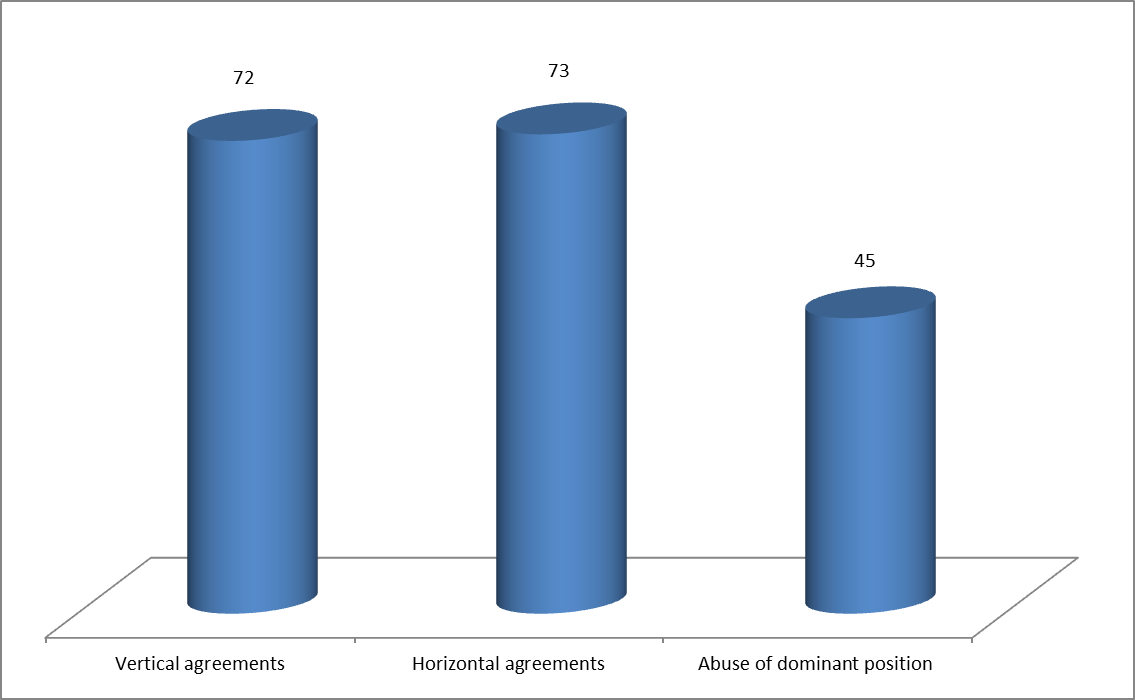 72
73
45
Vertical agreements
Horizontal agreements
Abuse of dominant position